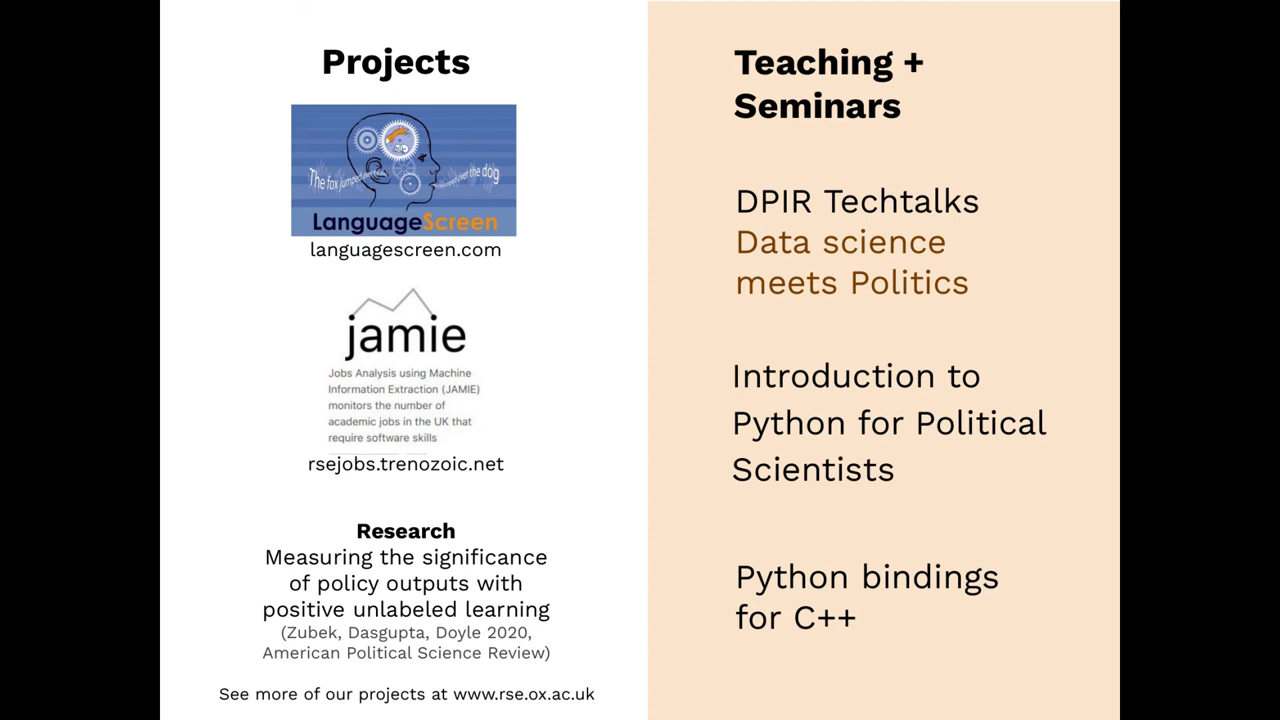 Projects
The fox jumped over the dog
LanguageScreen
languagescreen.com
jamie
Jobs Analysis using Machine
Information Extraction (JAMIE)
monitors the number of
academic jobs in the UK that
require software skills
rsejobs.trenozoic.net
Research
Measuring the significance
of policy outputs with
positive unlabeled learning
(Zubek, Dasgupta, Doyle 2020,
American Political Science Review)
See more of our projects at www.rse.ox.ac.uk
Teaching +
Seminars
DPIR Techtalks
Data science
meets Politics
Introduction to
Python for Political
Scientists
Python bindings
for C++